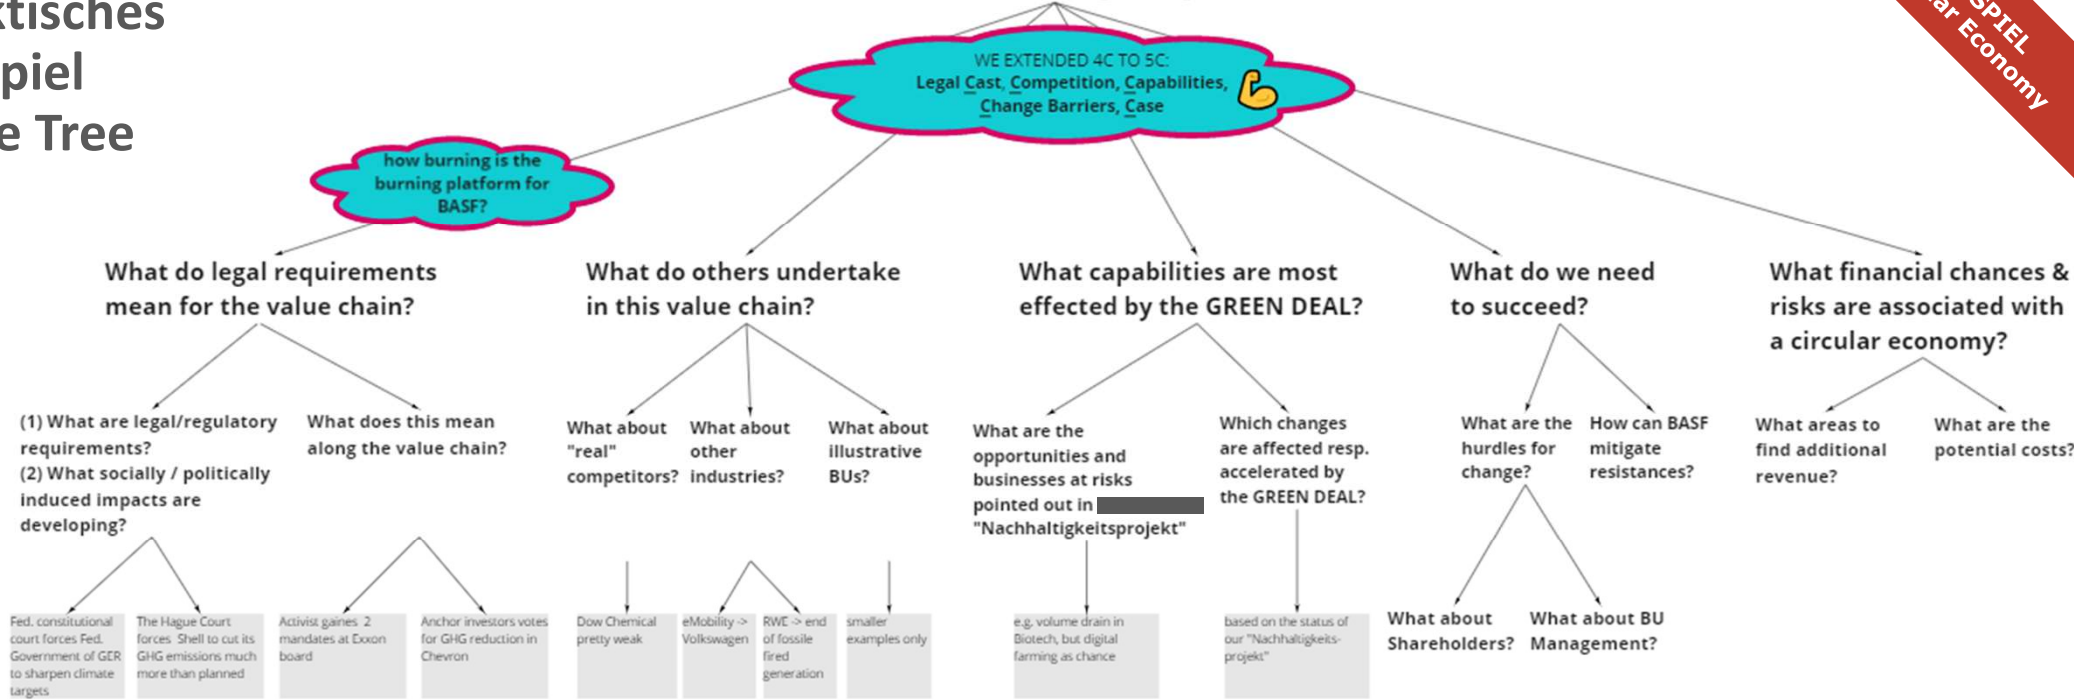 ktisches
spiel
e Tree
SPIEL
lar Economy
WE EXTENDED 4C TO 5C:
Legal Cast, Competition, Capabilities,
Change Barriers, Case
how burning is the
burning platform for
BASF?
What do legal requirements
mean for the value chain?
What do others undertake
in this value chain?
What capabilities are most
effected by the GREEN DEAL?
What do we need
to succeed?
What financial chances &
risks are associated with
a circular economy?
(1) What are legal/regulatory
requirements?
(2) What socially / politically
induced impacts are
developing?
What does this mean
along the value chain?
What about
"real"
competitors?
What about
other
industries?
What about
illustrative
BUs?
What are the
opportunities and
businesses at risks
pointed out in
"Nachhaltigkeitsprojekt"
Which changes
are affected resp.
accelerated by
the GREEN DEAL?
What are the
hurdles for
change?
How can BASF
mitigate
resistances?
What areas to
find additional
revenue?
What are the
potential costs?
Fed. constitutional
court forces Fed.
Government of GER
to sharpen climate
targets
The Hague Court
forces Shell to cut its
GHG emissions much
more than planned
Activist gaines 2
mandates at Exxon
board
Anchor investors votes
for GHG reduction in
Chevron
Dow Chemical
pretty weak
eMobility ->
Volkswagen
RWE -> end
of fossile
fired
generation
smaller
examples only
e.g. volume drain in
Biotech, but digital
farming as chance
based on the status of
our "Nachhaltigkeits-
projekt"
What about
Shareholders?
What about BU
Management?